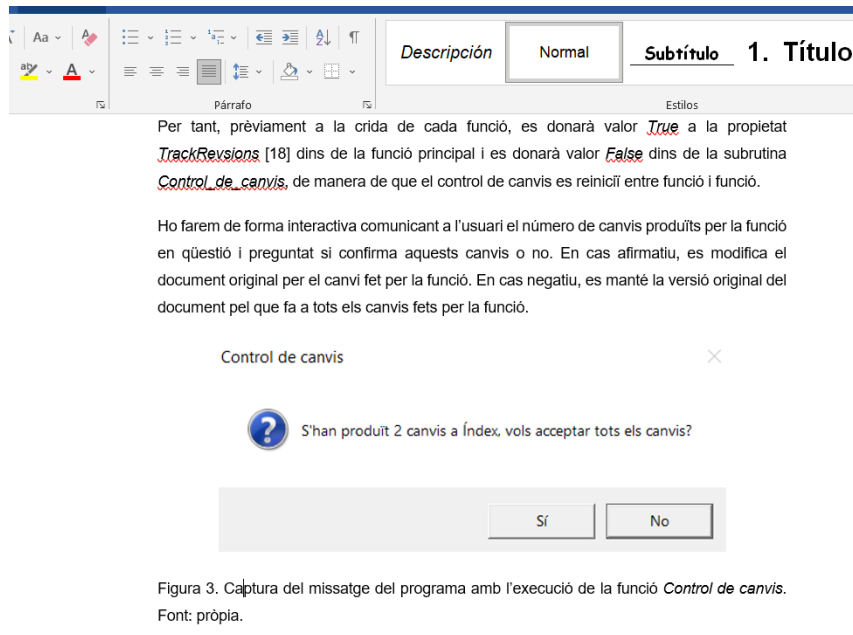 Aa
Descripción
Normal
Subtítulo
1. Título
Párrafo
Estilos
Per tant, prèviament a la crida de cada funció, es donarà valor True a la propietat
TrackRevsions [18] dins de la funció principal i es donarà valor False dins de la subrutina
Control_de_canvis, de manera de que el control de canvis es reiniciï entre funció i funció.
Ho farem de forma interactiva comunicant a l’usuari el número de canvis produïts per la funció
en qüestió i preguntat si confirma aquests canvis o no. En cas afirmatiu, es modifica el
document original per el canvi fet per la funció. En cas negatiu, es manté la versió original del
document pel que fa a tots els canvis fets per la funció.
Control de canvis
S'han produït 2 canvis a Índex, vols acceptar tots els canvis?
Sí
No
Figura 3. Captura del missatge del programa amb l’execució de la funció Control de canvis.
Font: pròpia.